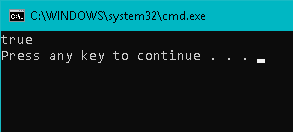 C:\WINDOWS\system32\cmd.exe
true
Press any key to continue . . .